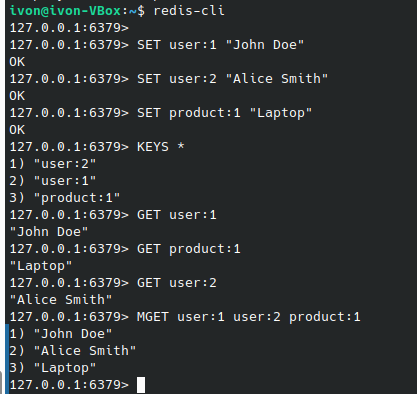 ivon@ivon-VBox:~$ redis-cli
127.0.0.1:6379>
127.0.0.1:6379> SET user:1 "John Doe"
OK
127.0.0.1:6379> SET user:2 "Alice Smith"
OK
127.0.0.1:6379> SET product:1 "Laptop"
OK
127.0.0.1:6379> KEYS *
1) "user:2"
2) "user:1"
3) "product:1"
127.0.0.1:6379> GET user:1
"John Doe"
127.0.0.1:6379> GET product:1
"Laptop"
127.0.0.1:6379> GET user:2
"Alice Smith"
127.0.0.1:6379> MGET user:1 user:2 product:1
1) "John Doe"
2) "Alice Smith"
3) "Laptop"
127.0.0.1:6379>